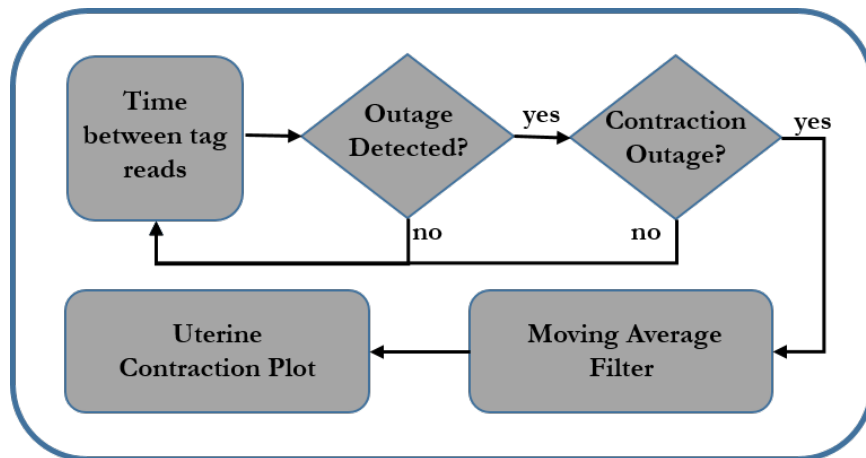 Time
between tag
reads
Outage
Detected?
yes
Contraction
Outage?
yes
no
no
Uterine
Contraction Plot
Moving Average
Filter